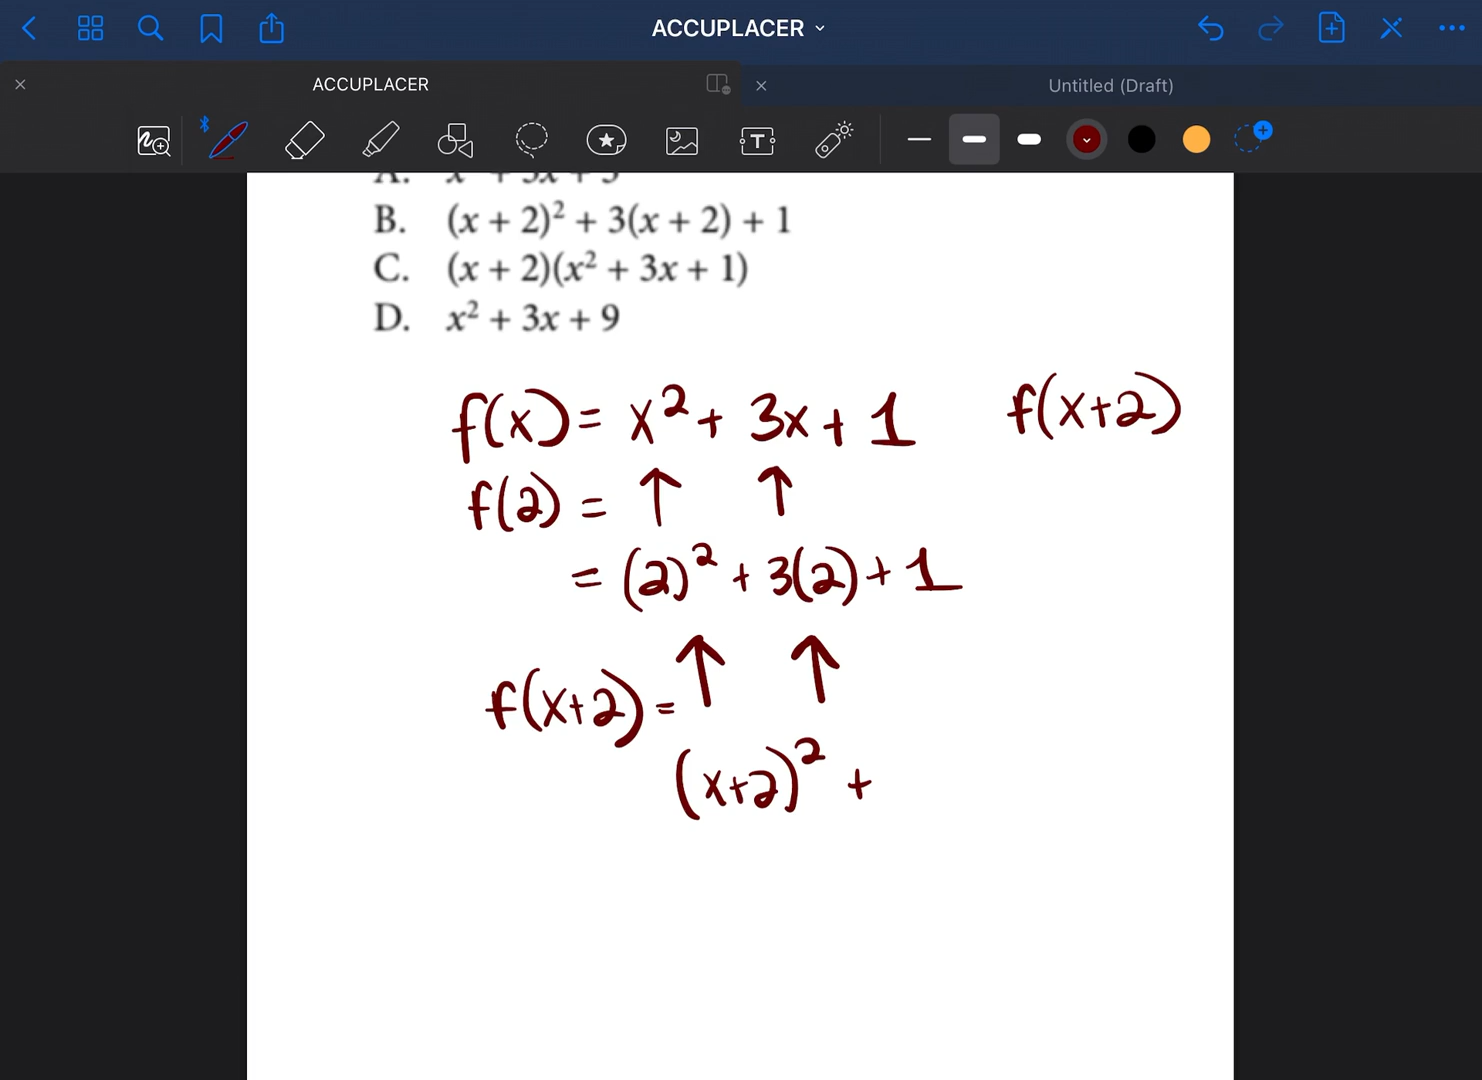 ACCUPLACER
ACCUPLACER
Untitled (Draft)
B. (x + 2)² + 3(x + 2) + 1
C. (x + 2)(x² + 3x + 1)
D. x² + 3x + 9
f(x) = x² + 3x + 1 f(x+2)
f(2) = ↑ ↑
= (2)² + 3(2) + 1
f(x+2) = ↑ ↑
(x+2)² +